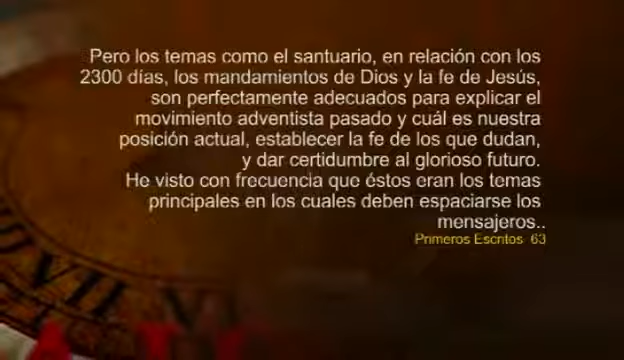 Pero los temas como el santuario, en relación con los
2300 días, los mandamientos de Dios y la fe de Jesús,
son perfectamente adecuados para explicar el
movimiento adventista pasado y cuál es nuestra
posición actual, establecer la fe de los que dudan,
y dar certidumbre al glorioso futuro.
He visto con frecuencia que éstos eran los temas
principales en los cuales deben espaciarse los
mensajeros..
Primeros Escritos 63
VII